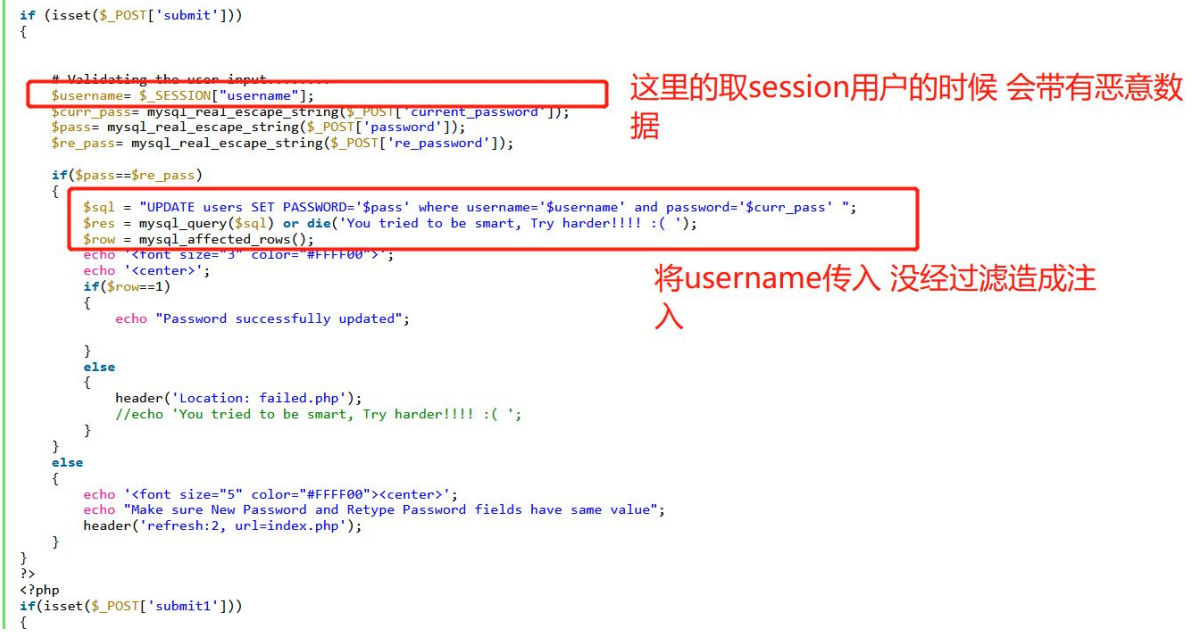 if (isset($_POST['submit']))
{
# Validating the user input........
$username= $_SESSION["username"];
$curr_pass= mysql_real_escape_string($_POST['current_password']);
$pass= mysql_real_escape_string($_POST['password']);
$re_pass= mysql_real_escape_string($_POST['re_password']);
这里的取session用户的时候 会带有恶意数
据
if($pass==$re_pass)
{
$sql = "UPDATE users SET PASSWORD='$pass' where username='$username' and password='$curr_pass' ";
$res = mysql_query($sql) or die('You tried to be smart, Try harder!!!! :( ');
$row = mysql_affected_rows();
echo '<font size="3" color="#FFFF00">';
echo '<center>';
if($row==1)
{
echo "Password successfully updated";
将username传入 没经过滤造成注
入
}
else
{
header('Location: failed.php');
//echo 'You tried to be smart, Try harder!!!! :( ';
}
}
else
{
echo '<font size="5" color="#FFFF00"><center>';
echo "Make sure New Password and Retype Password fields have same value";
header('refresh:2, url=index.php');
}
}
?>
<?php
if(isset($_POST['submit1']))
{